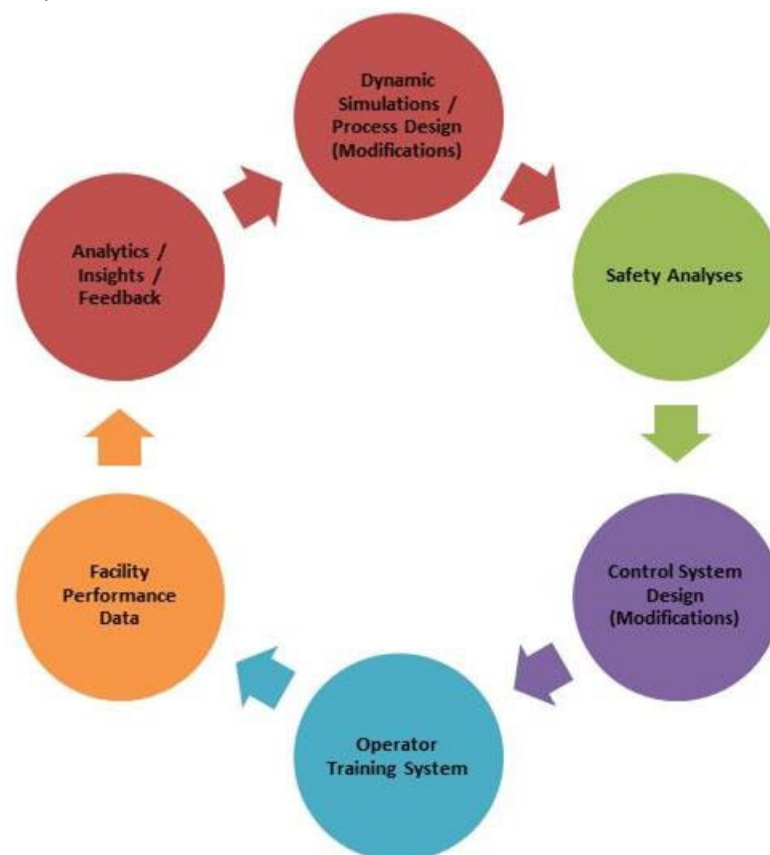 Dynamic
Simulations /
Process Design
(Modifications)
Safety Analyses
Control System
Design
(Modifications)
Operator
Training System
Facility
Performance
Data
Analytics /
Insights /
Feedback